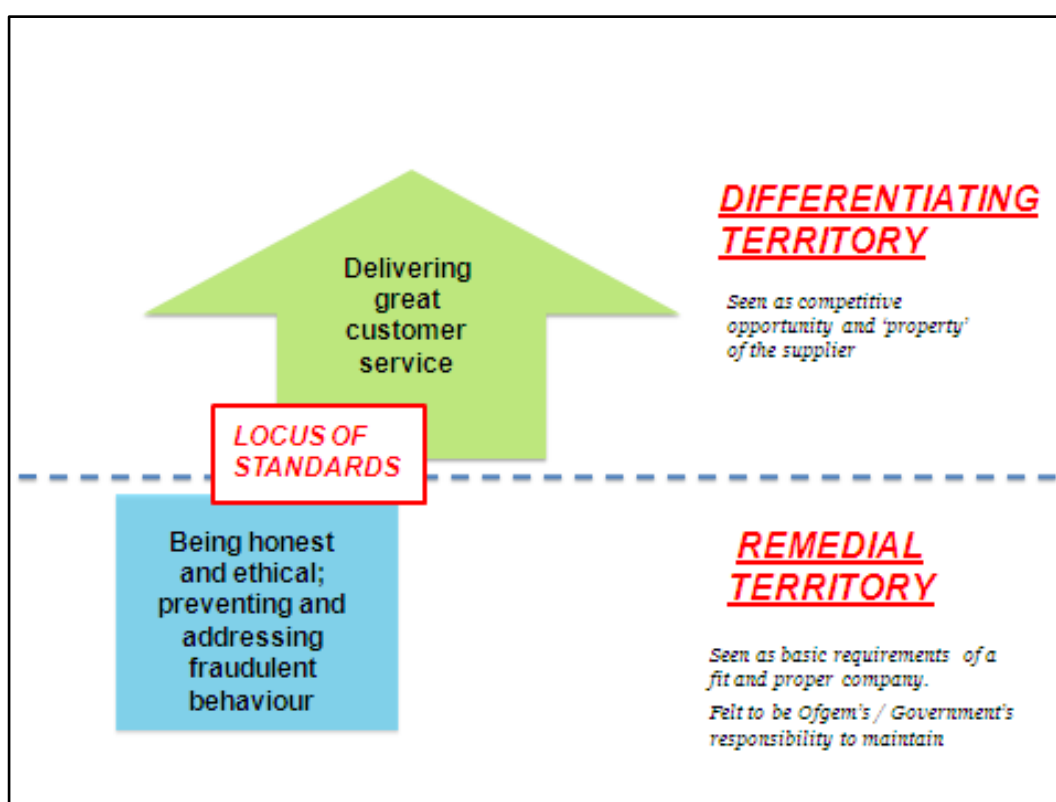 DIFFERENTIATING
TERRITORY
Seen as competitive
opportunity and ‘property’
of the supplier
Delivering
great
customer
service
LOCUS OF
STANDARDS
Being honest
and ethical;
preventing and
addressing
fraudulent
behaviour
REMEDIAL
TERRITORY
Seen as basic requirements of a
fit and proper company.
Felt to be Ofgem’s / Government’s
responsibility to maintain